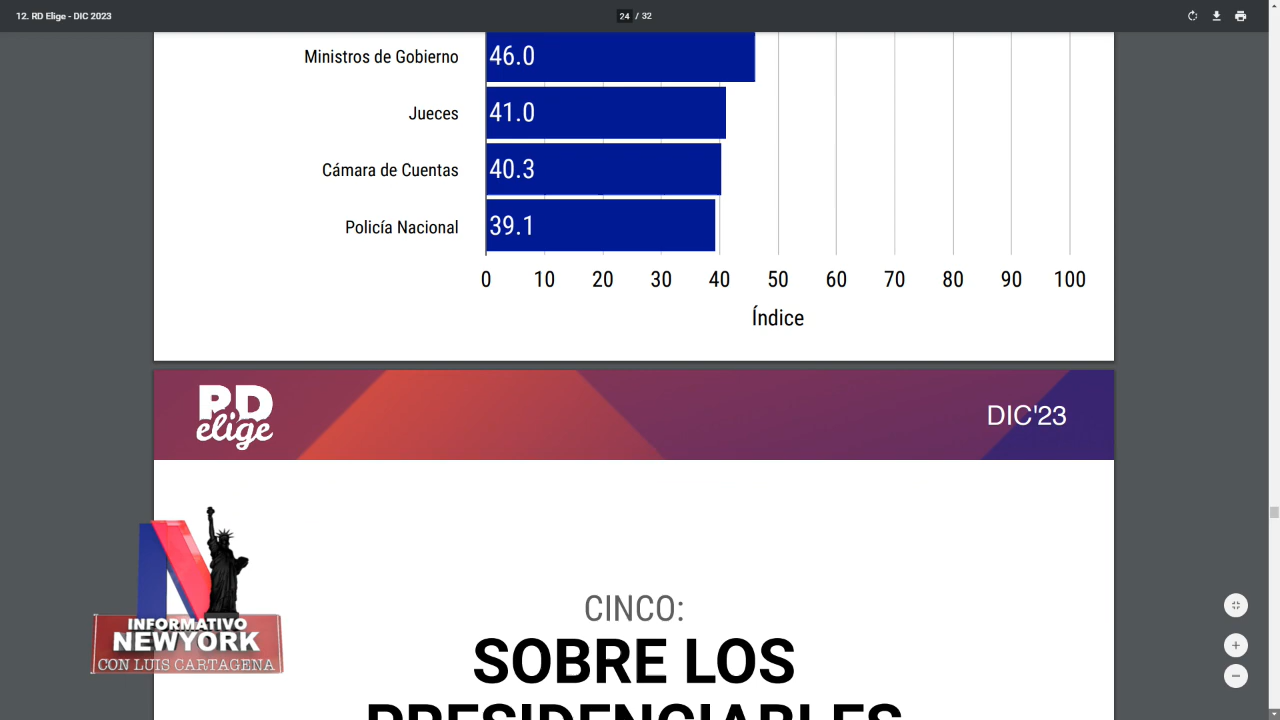 12. RD Elige - DIC 2023
24 / 32
Ministros de Gobierno 46.0
Jueces 41.0
Cámara de Cuentas 40.3
Policía Nacional 39.1
0 10 20 30 40 50 60 70 80 90 100
Índice
RD
elige
DIC'23
CINCO:
SOBRE LOS
PRESIDENCIABLES
N
INFORMATIVO
NEWYORK
CON LUIS CARTAGENA